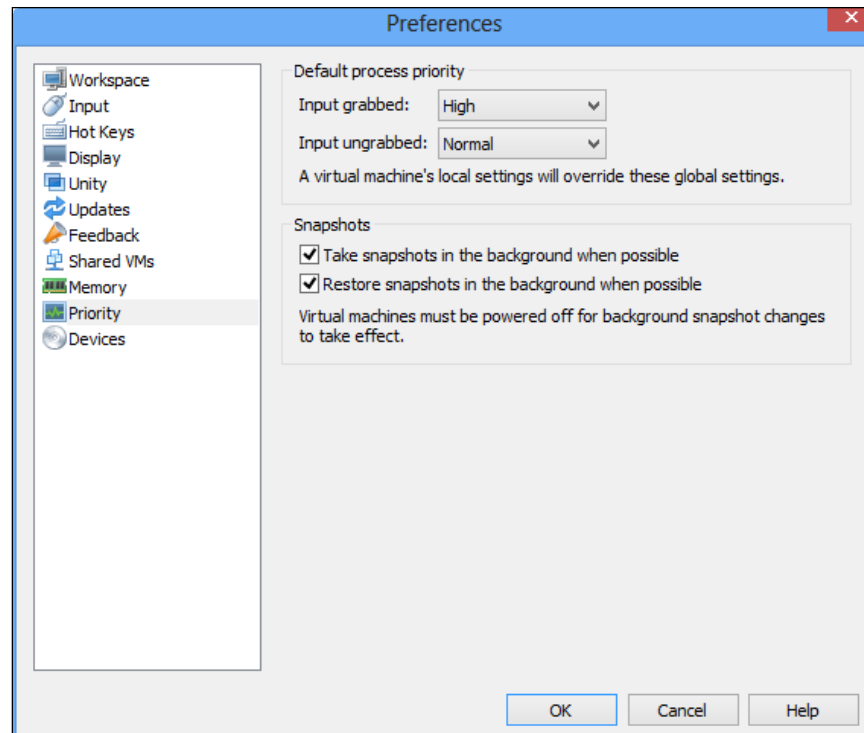 Preferences
Workspace
Input
Hot Keys
Display
Unity
Updates
Feedback
Shared VMs
Memory
Priority
Devices
Default process priority
Input grabbed: High
Input ungrabbed: Normal
A virtual machine's local settings will override these global settings.
Snapshots
Take snapshots in the background when possible
Restore snapshots in the background when possible
Virtual machines must be powered off for background snapshot changes
to take effect.
OK Cancel Help